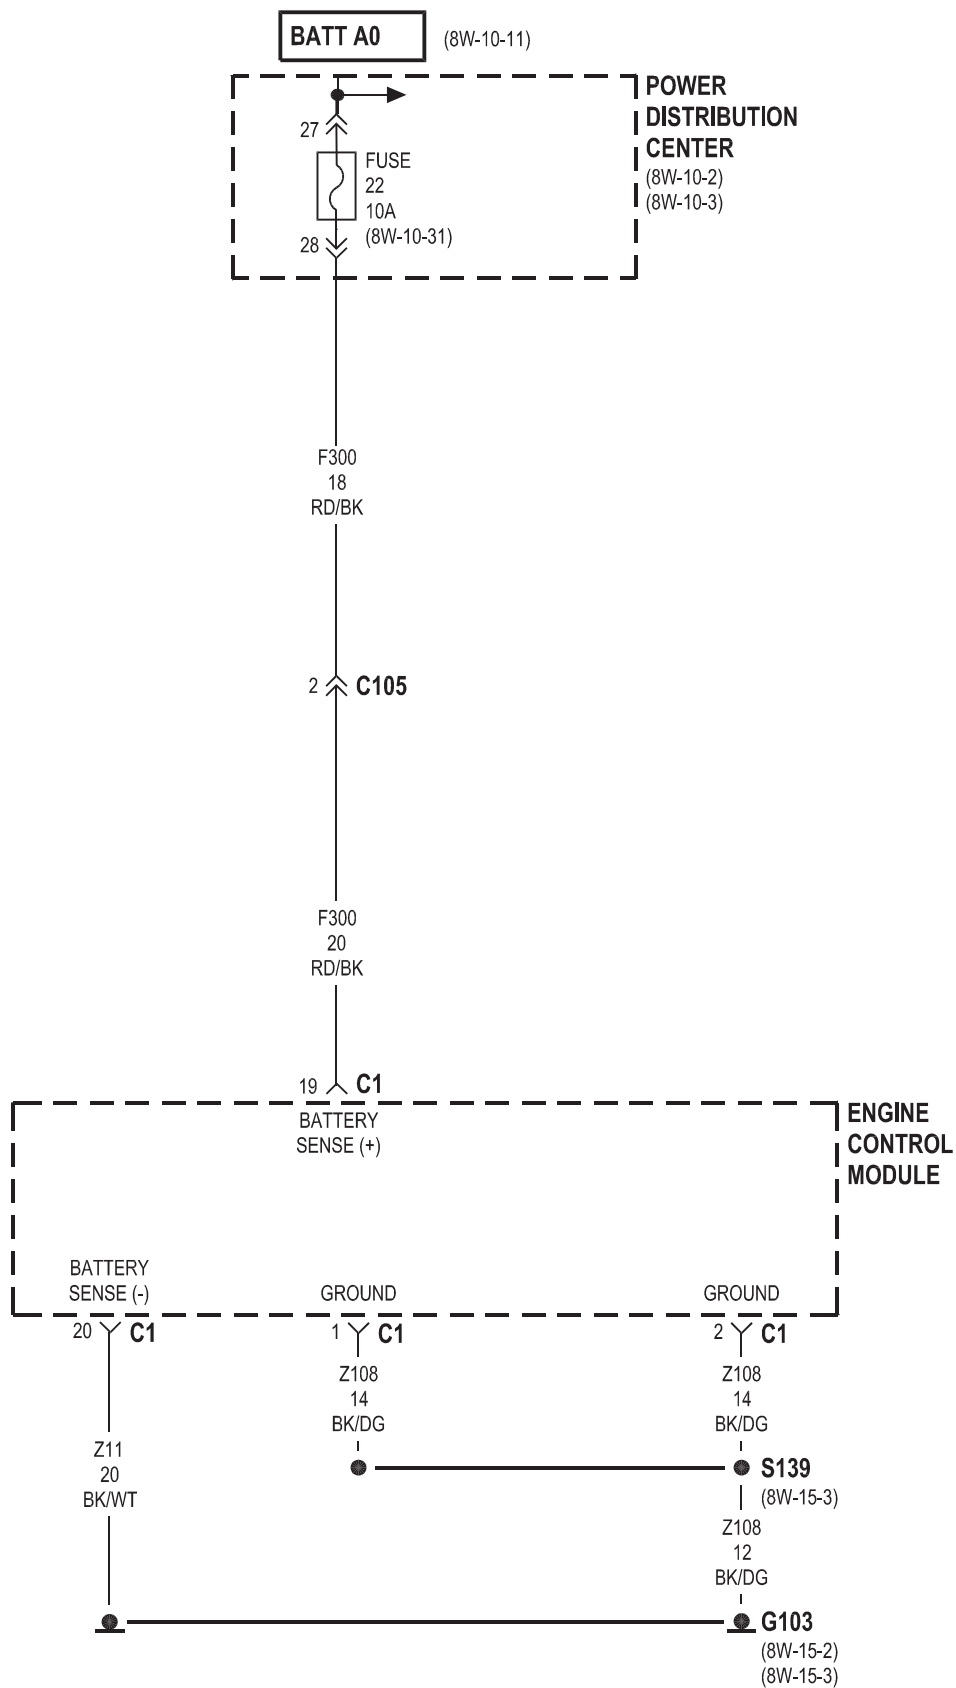 BATT A0
(8W-10-11)
POWER
DISTRIBUTION
CENTER
(8W-10-2)
(8W-10-3)
27
FUSE
22
10A
(8W-10-31)
28
F300
18
RD/BK
2
C105
F300
20
RD/BK
19
C1
BATTERY
SENSE (+)
ENGINE
CONTROL
MODULE
BATTERY
SENSE (-)
GROUND
GROUND
20
C1
1
C1
2
C1
Z108
14
BK/DG
Z108
14
BK/DG
Z11
20
BK/WT
S139
(8W-15-3)
Z108
12
BK/DG
G103
(8W-15-2)
(8W-15-3)